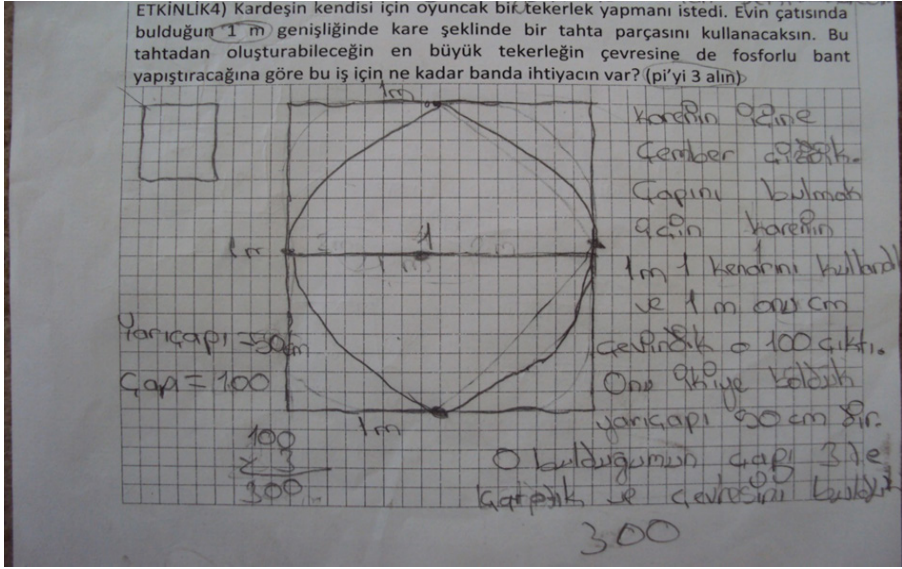 ETKİNLİK4) Kardeşin kendisi için oyuncak bir tekerlek yapmanı istedi. Evin çatısında
bulduğun 1 m genişliğinde kare şeklinde bir tahta parçasını kullanacaksın. Bu
tahtadan oluşturabileceğin en büyük tekerleğin çevresine de fosforlu bant
yapıştıracağına göre bu iş için ne kadar banda ihtiyacın var? (pi'yi 3 alın)
1m
Karenin içine
Çember çizdik.
Çapını bulmak
için karenin
1m
1
1m
1m 1 kenarını kullandı
ve 1 m onu cm
Yarıçapı = 50cm
çevirdik o 100 çıktı.
Çapı = 100
Onu ikiye böldük
yarıçapı 50 cm dir.
1m
100
x 3
300
O bulduğumun çapı 3 le
çarptık ve çevresini bulduk
300